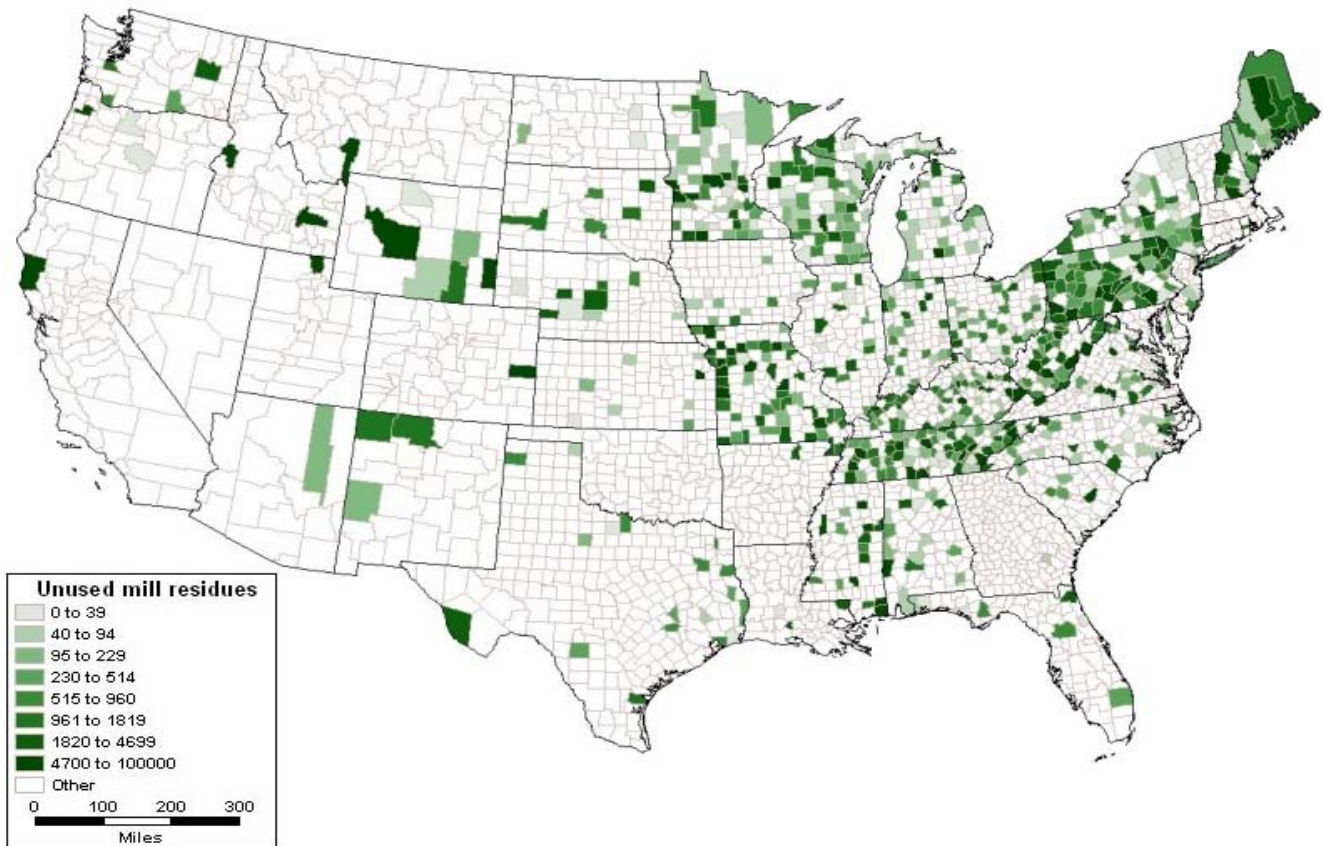 Unused mill residues
0 to 39
40 to 94
95 to 229
230 to 514
515 to 960
961 to 1819
1820 to 4699
4700 to 100000
Other
0 100 200 300
Miles